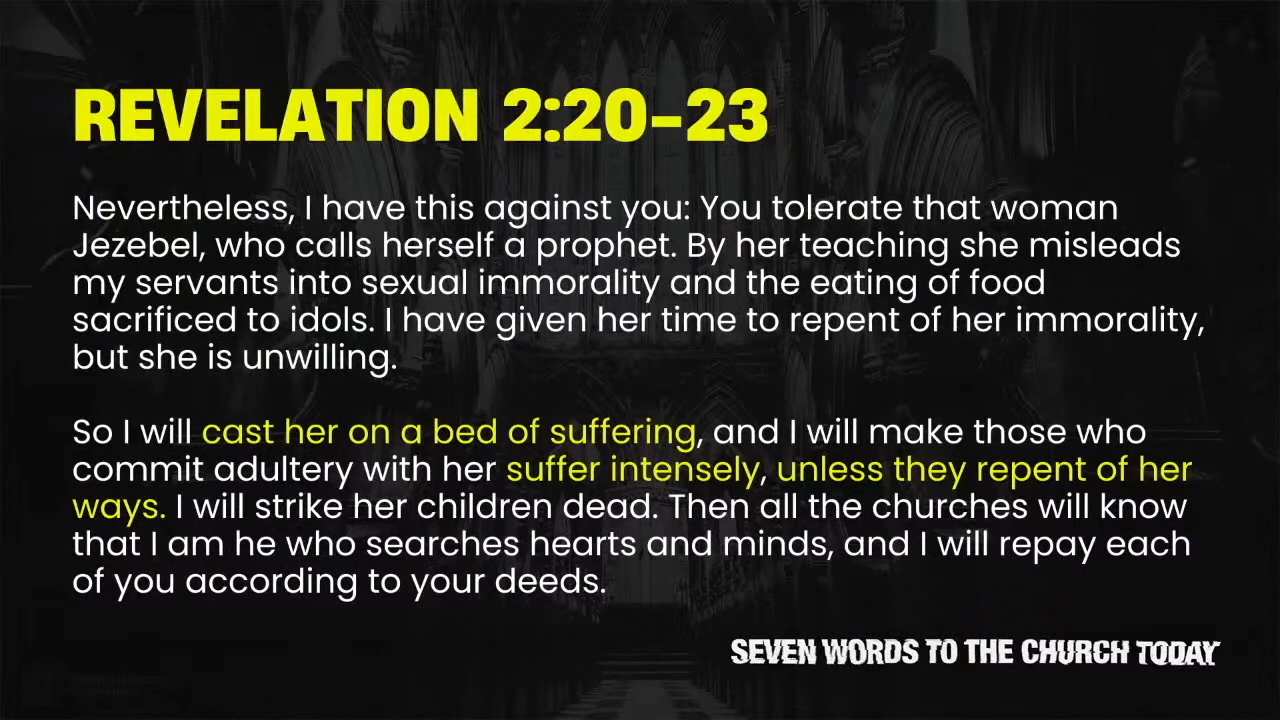 REVELATION 2:20-23
Nevertheless, I have this against you: You tolerate that woman
Jezebel, who calls herself a prophet. By her teaching she misleads
my servants into sexual immorality and the eating of food
sacrificed to idols. I have given her time to repent of her immorality,
but she is unwilling.
So I will cast her on a bed of suffering, and I will make those who
commit adultery with her suffer intensely, unless they repent of her
ways. I will strike her children dead. Then all the churches will know
that I am he who searches hearts and minds, and I will repay each
of you according to your deeds.
SEVEN WORDS TO THE CHURCH TODAY